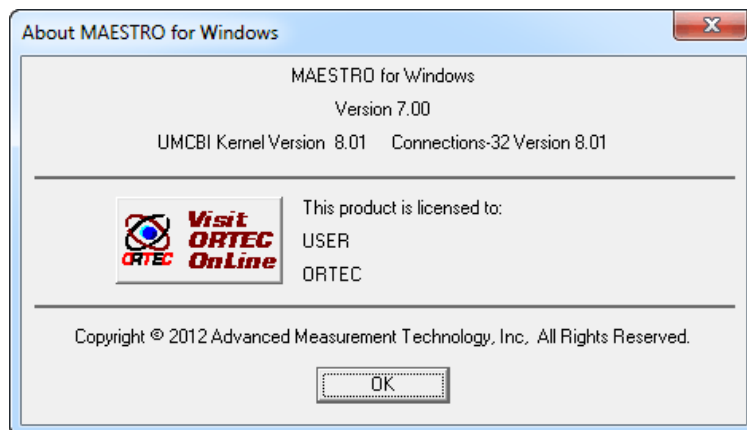 About MAESTRO for Windows
MAESTRO for Windows
Version 7.00
UMCBI Kernel Version 8.01 Connections-32 Version 8.01
Visit
ORTEC
OnLine
ORTEC
This product is licensed to:
USER
ORTEC
Copyright © 2012 Advanced Measurement Technology, Inc, All Rights Reserved.
OK